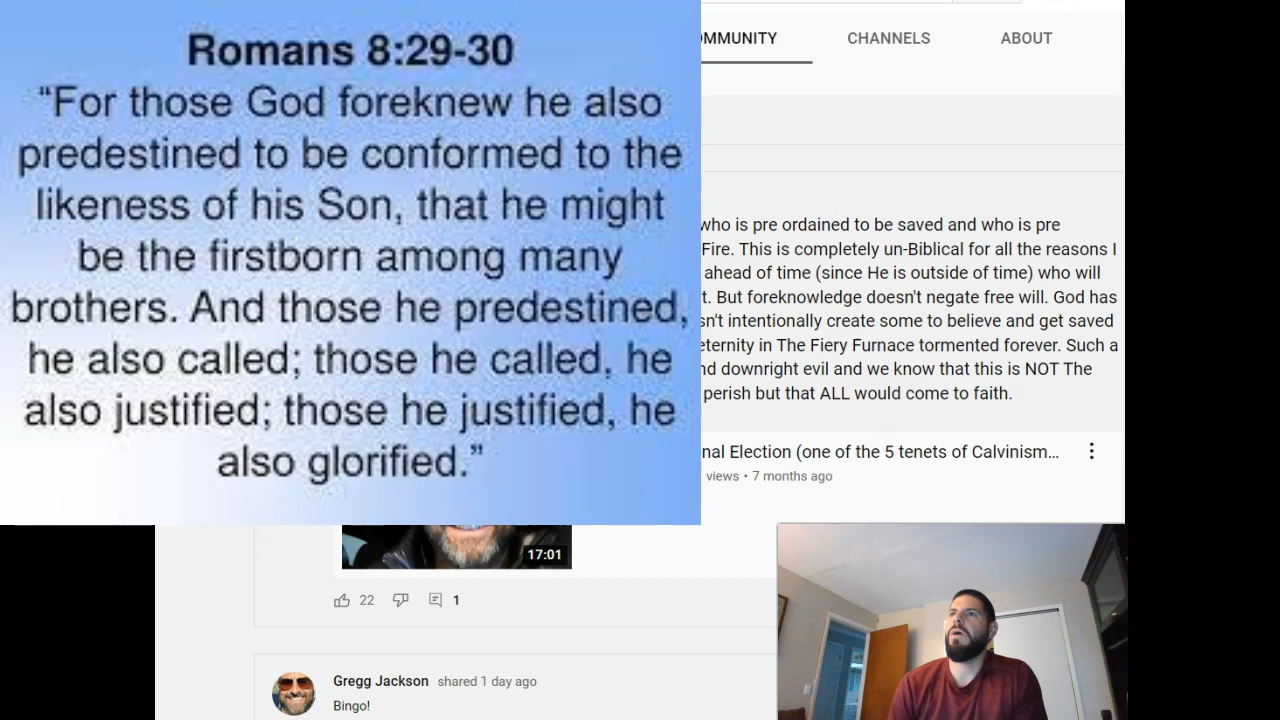 Romans 8:29-30
“For those God foreknew he also
predestined to be conformed to the
likeness of his Son, that he might
be the firstborn among many
brothers. And those he predestined,
he also called; those he called, he
also justified; those he justified, he
also glorified.”
MMUNITY CHANNELS ABOUT
who is pre ordained to be saved and who is pre
Fire. This is completely un-Biblical for all the reasons I
ahead of time (since He is outside of time) who will
t. But foreknowledge doesn't negate free will. God has
sn't intentionally create some to believe and get saved
eternity in The Fiery Furnace tormented forever. Such a
nd downright evil and we know that this is NOT The
perish but that ALL would come to faith.
nal Election (one of the 5 tenets of Calvinism...
views • 7 months ago
17:01
22 1
Gregg Jackson shared 1 day ago
Bingo!